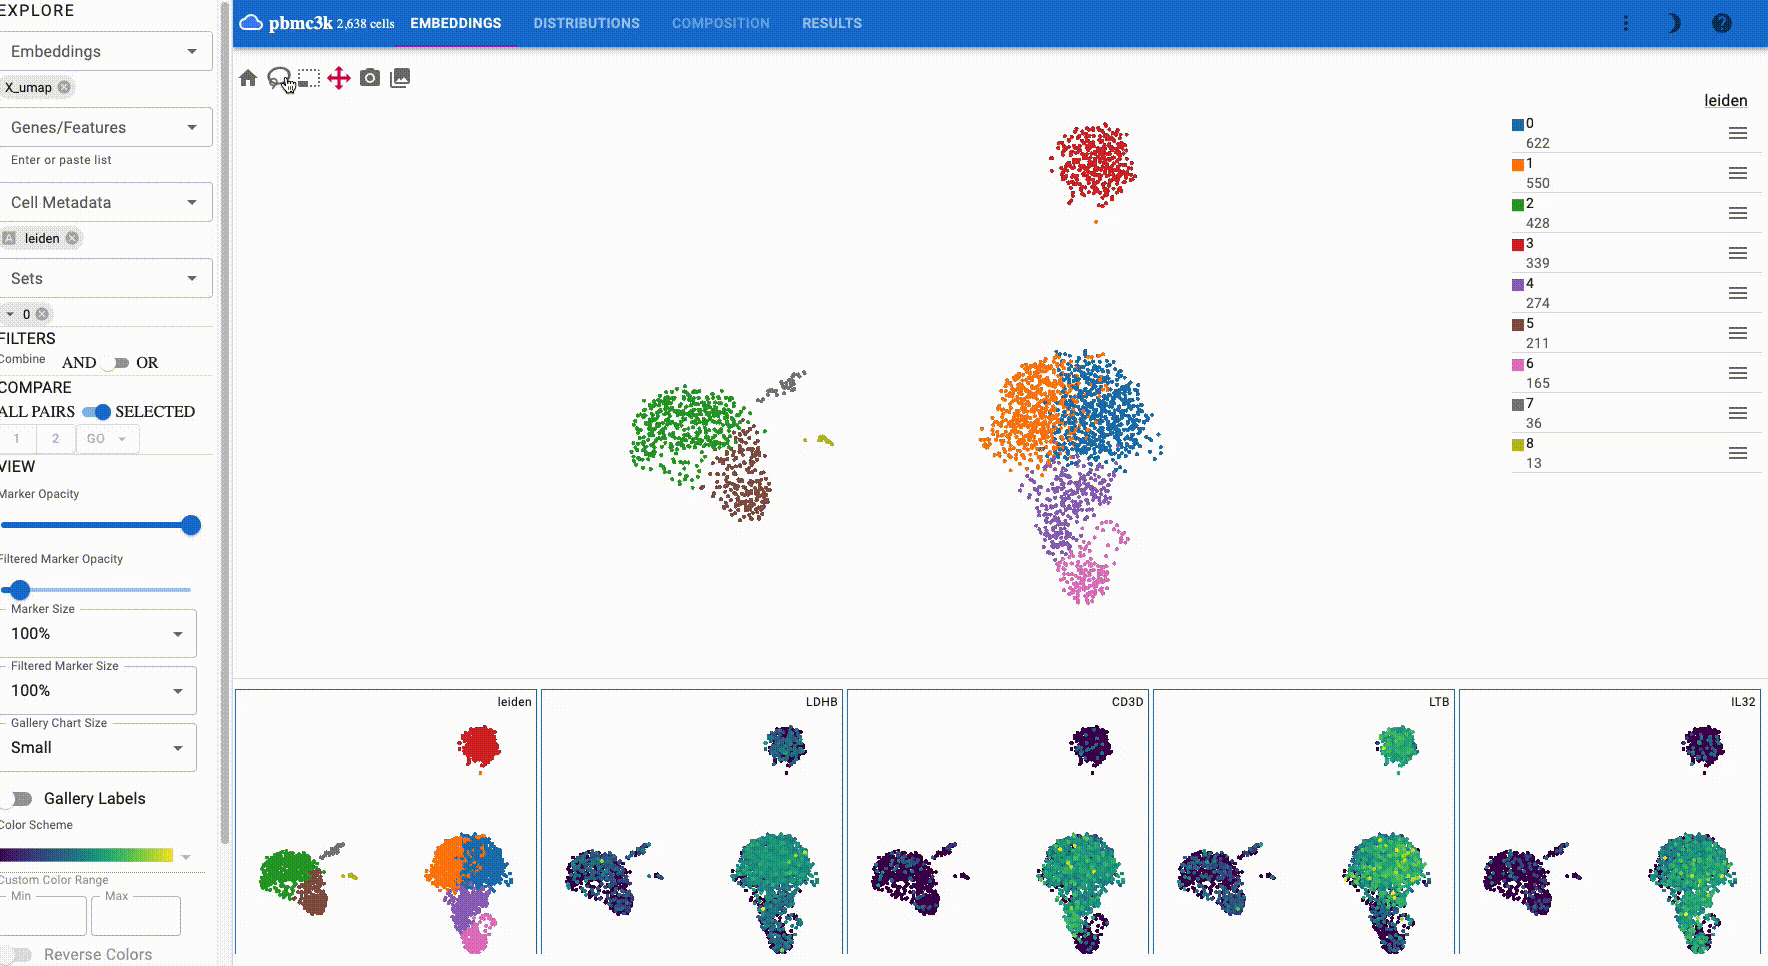 EXPLORE
Embeddings
X_umap
Genes/Features
Enter or paste list
Cell Metadata
A leiden
Sets
0
FILTERS
Combine AND OR
COMPARE
ALL PAIRS SELECTED
1 2 GO
VIEW
Marker Opacity
Filtered Marker Opacity
Marker Size
100%
Filtered Marker Size
100%
Gallery Chart Size
Small
Gallery Labels
Color Scheme
Custom Color Range
Min Max
Reverse Colors
pbmc3k 2,638 cells EMBEDDINGS DISTRIBUTIONS COMPOSITION RESULTS ?
leiden
0
622
1
550
2
428
3
339
4
274
5
211
6
165
7
36
8
13
leiden
LDHB
CD3D
LTB
IL32